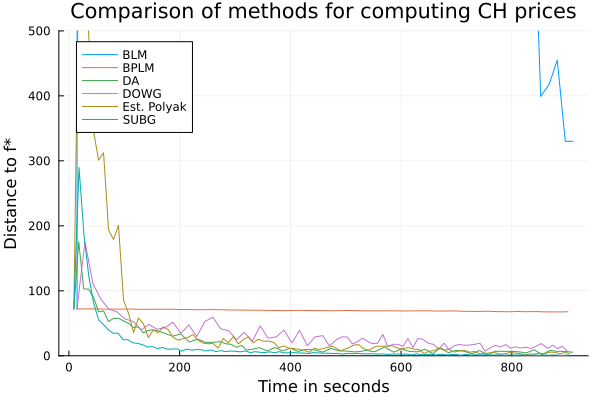 Comparison of methods for computing CH prices
500
400
300
200
100
0
Distance to f*
BLM
BPLM
DA
DOWG
Est. Polyak
SUBG
0
200
400
600
800
Time in seconds